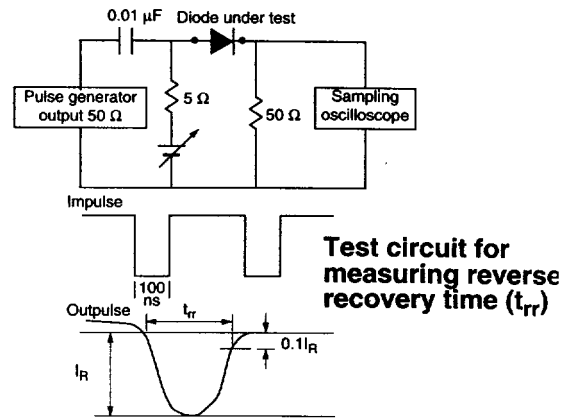 0.01 µF
Diode under test
Pulse generator
output 50 Ω
5 Ω
50 Ω
Sampling
oscilloscope
Impulse
100
ns
Test circuit for
measuring reverse
recovery time (trr)
Outpulse
trr
0.1IR
IR